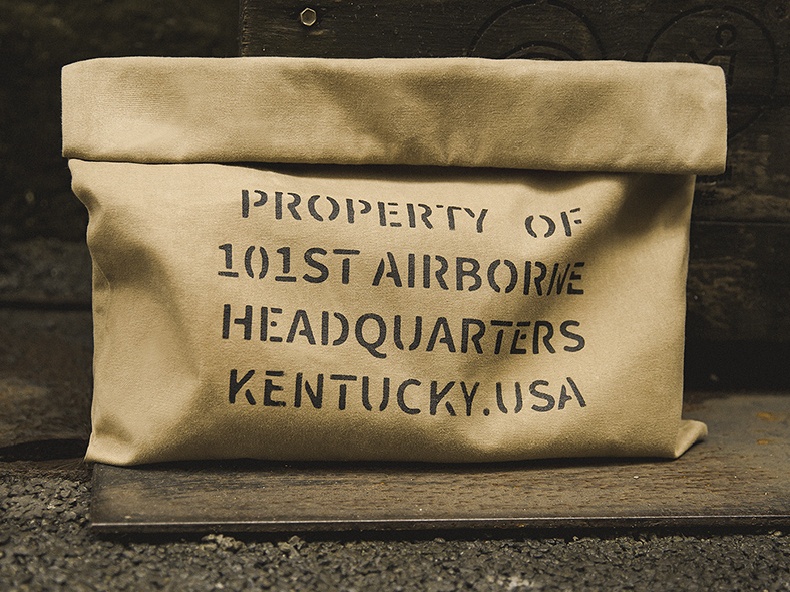 PROPERTY OF
101ST AIRBORNE
HEADQUARTERS
KENTUCKY.USA